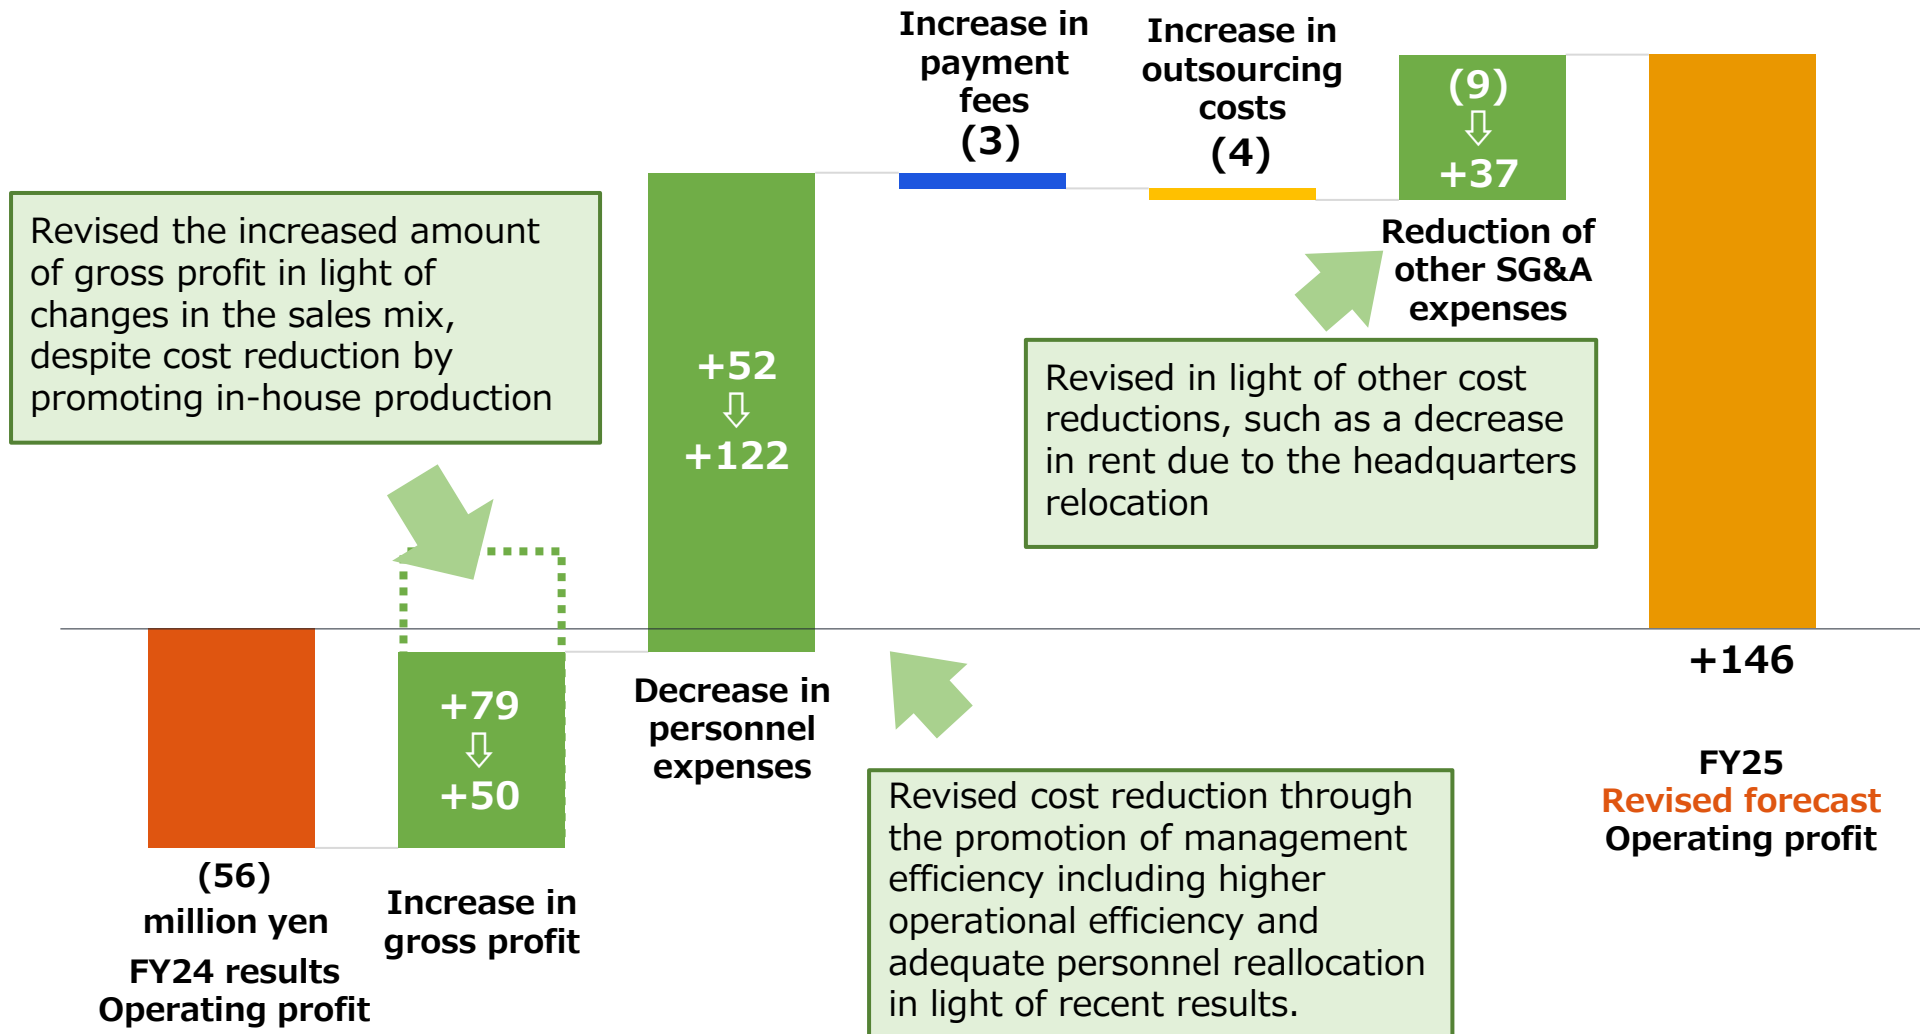 Increase in
payment
fees
(3)
Increase in
outsourcing
costs
(4)
(9)
⇩
+37
Reduction of
other SG&A
expenses
Revised the increased amount
of gross profit in light of
changes in the sales mix,
despite cost reduction by
promoting in-house production
+52
⇩
+122
Revised in light of other cost
reductions, such as a decrease
in rent due to the headquarters
relocation
+79
⇩
+50
Decrease in
personnel
expenses
+146
FY25
Revised forecast
Operating profit
(56)
million yen
FY24 results
Operating profit
Increase in
gross profit
Revised cost reduction through
the promotion of management
efficiency including higher
operational efficiency and
adequate personnel reallocation
in light of recent results.